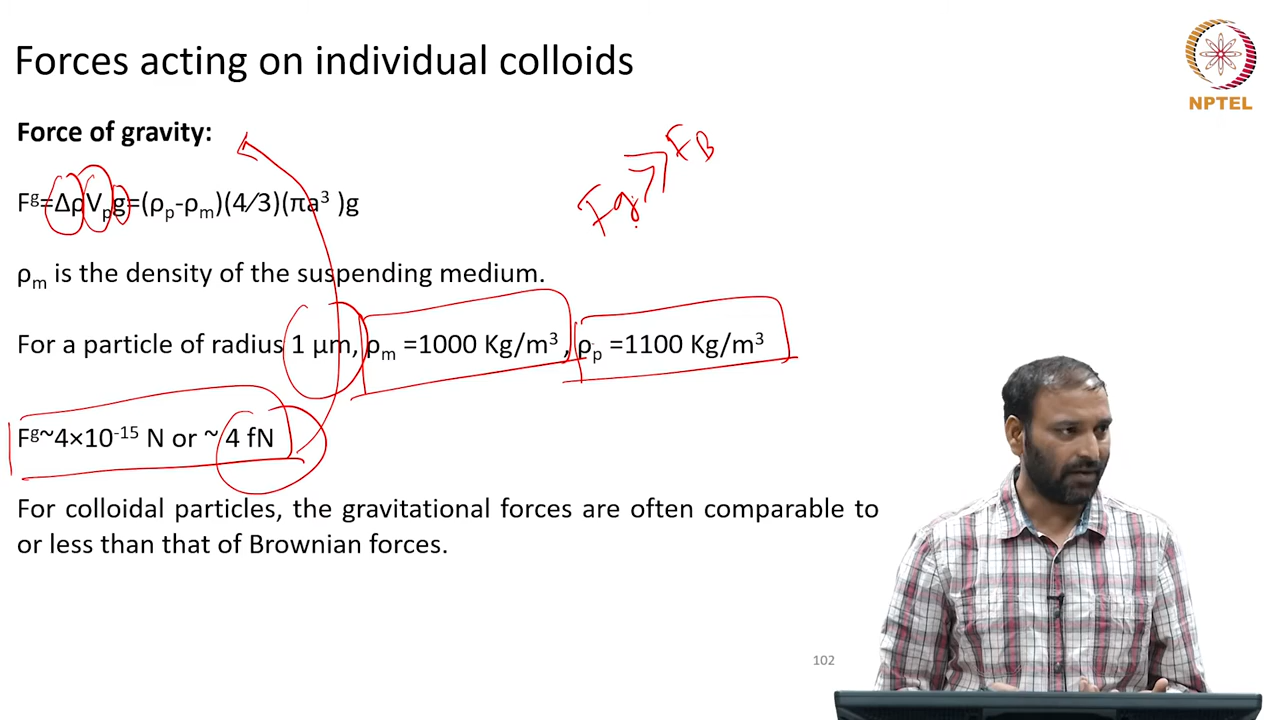 Forces acting on individual colloids
NPTEL
Force of gravity:
Fg >> FB
Fᵍ=ΔρVₚg=(ρₚ-ρₘ)(4/3)(πa³ )g
ρₘ is the density of the suspending medium.
For a particle of radius 1 μm, ρₘ =1000 Kg/m³ , ρₚ =1100 Kg/m³
Fᵍ~4×10⁻¹⁵ N or ~ 4 fN
For colloidal particles, the gravitational forces are often comparable to
or less than that of Brownian forces.
102